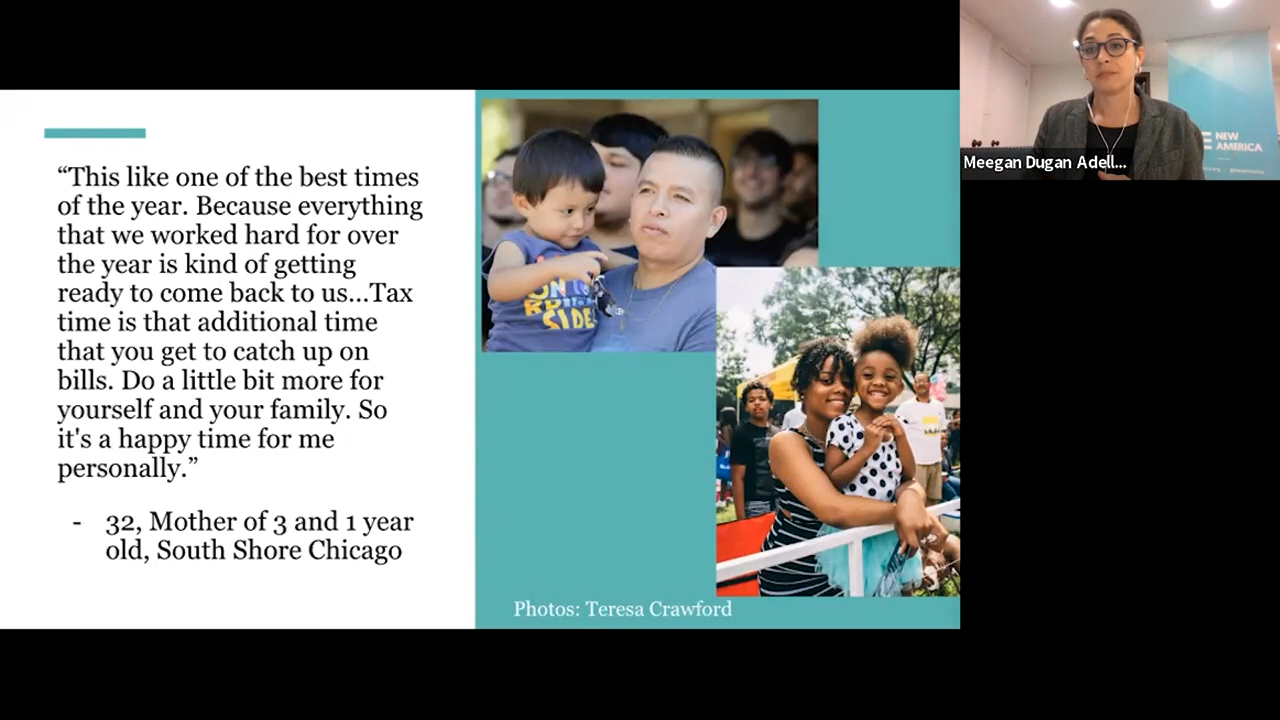 “This like one of the best times
of the year. Because everything
that we worked hard for over
the year is kind of getting
ready to come back to us...Tax
time is that additional time
that you get to catch up on
bills. Do a little bit more for
yourself and your family. So
it's a happy time for me
personally.”
- 32, Mother of 3 and 1 year
old, South Shore Chicago
SIDE
Photos: Teresa Crawford
NEW
AMERICA
Meegan Dugan Adell...